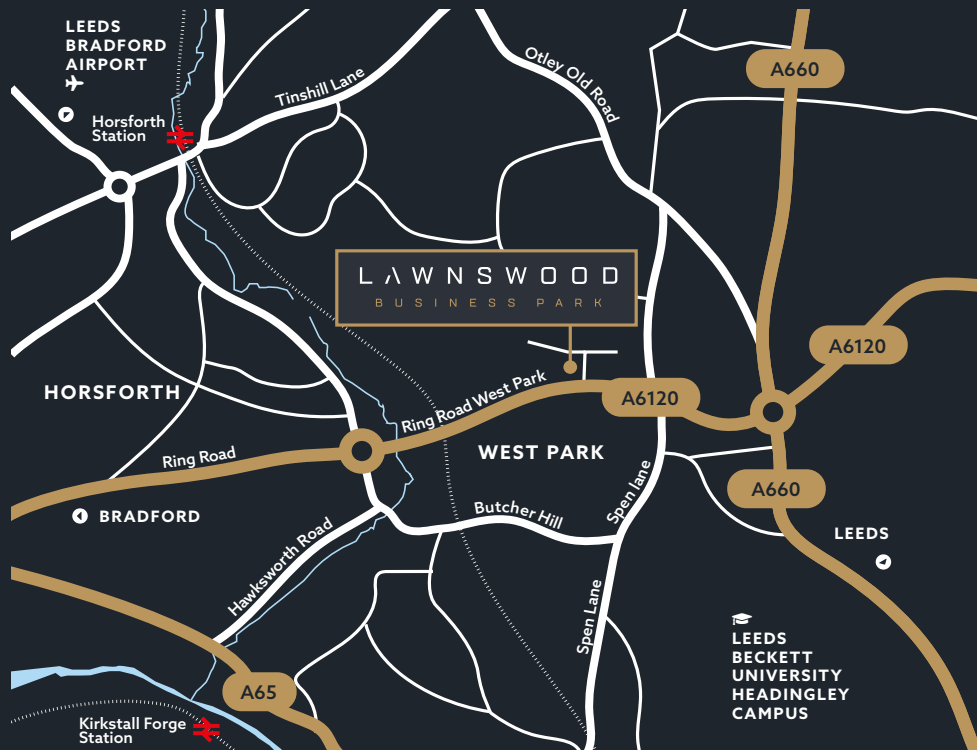 LEEDS
BRADFORD
AIRPORT
Horsforth
Station
Tinshill Lane
Otley Old Road
A660
LAWNSWOOD
BUSINESS PARK
A6120
HORSFORTH
Ring Road West Park
A6120
Ring Road
WEST PARK
A660
BRADFORD
Butcher Hill
Spen lane
Hawksworth Road
LEEDS
Spen Lane
LEEDS
BECKETT
UNIVERSITY
HEADINGLEY
CAMPUS
A65
Kirkstall Forge
Station